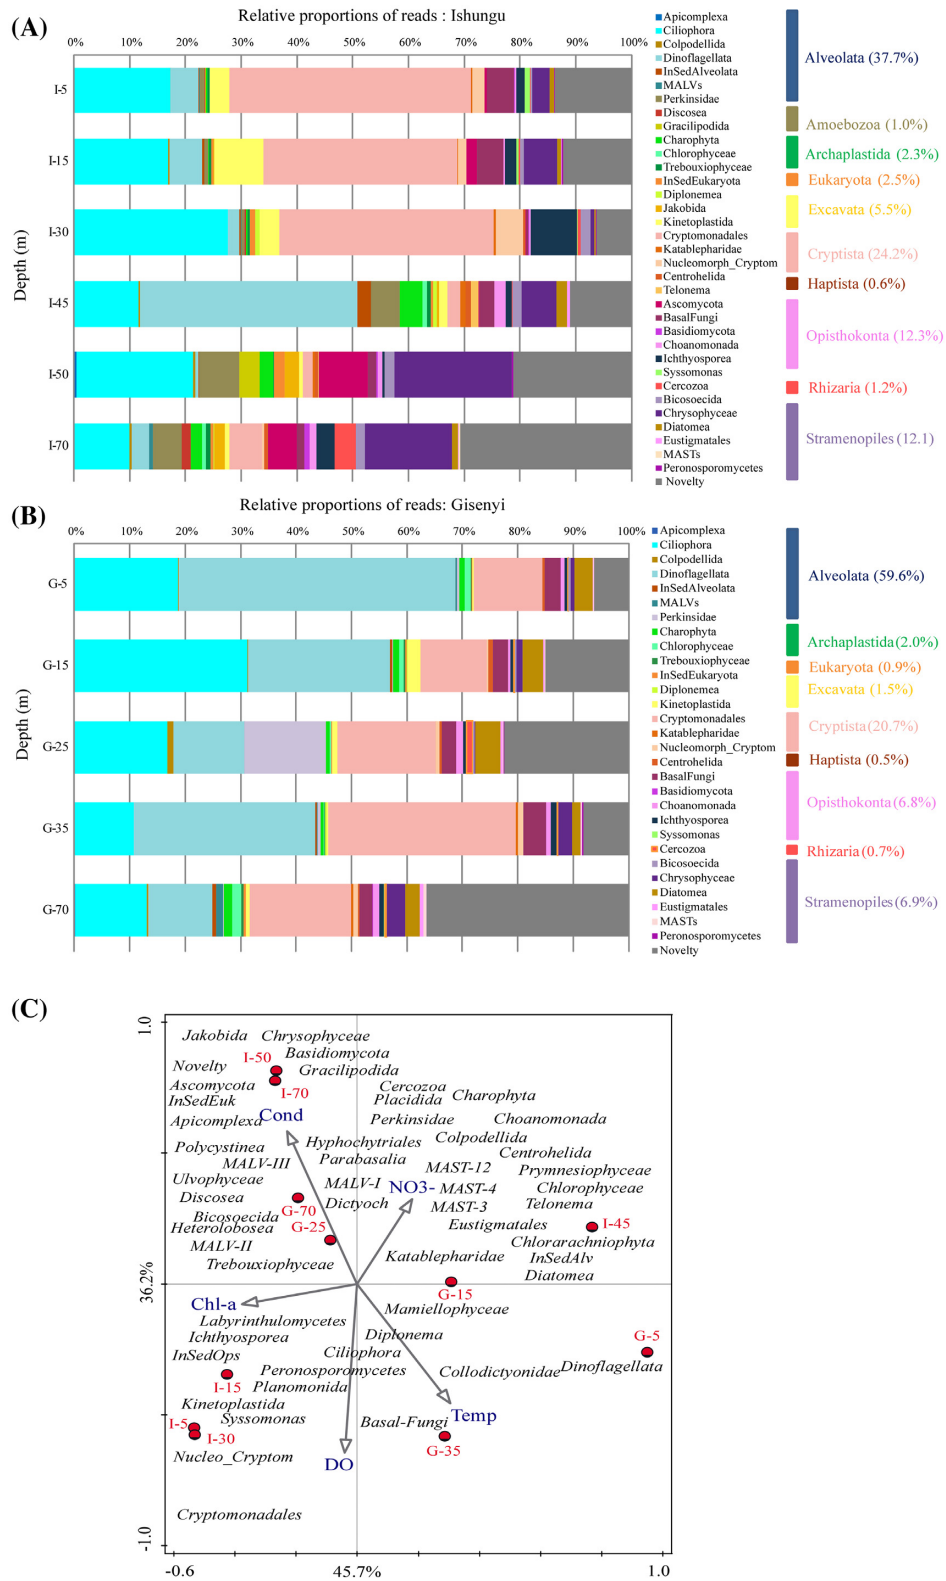 (A)
Relative proportions of reads : Ishungu
0% 10% 20% 30% 40% 50% 60% 70% 80% 90% 100%
Depth (m)
I-5
I-15
I-30
I-45
I-50
I-70
Apicomplexa
Ciliophora
Colpodellida
Dinoflagellata
InSedAlveolata
MALVs
Perkinsidae
Discosea
Gracilipodida
Charophyta
Chlorophyceae
Trebouxiophyceae
InSedEukaryota
Diplonemea
Jakobida
Kinetoplastida
Cryptomonadales
Katablepharidae
Nucleomorph_Cryptom
Centrohelida
Telonema
Ascomycota
BasalFungi
Basidiomycota
Choanomonada
Ichthyosporea
Syssomonas
Cercozoa
Bicosoecida
Chrysophyceae
Diatomea
Eustigmatales
MASTs
Peronosporomycetes
Novelty
Alveolata (37.7%)
Amoebozoa (1.0%)
Archaplastida (2.3%)
Eukaryota (2.5%)
Excavata (5.5%)
Cryptista (24.2%)
Haptista (0.6%)
Opisthokonta (12.3%)
Rhizaria (1.2%)
Stramenopiles (12.1)
(B)
Relative proportions of reads: Gisenyi
0% 10% 20% 30% 40% 50% 60% 70% 80% 90% 100%
Depth (m)
G-5
G-15
G-25
G-35
G-70
Apicomplexa
Ciliophora
Colpodellida
Dinoflagellata
InSedAlveolata
MALVs
Perkinsidae
Charophyta
Chlorophyceae
Trebouxiophyceae
InSedEukaryota
Diplonemea
Kinetoplastida
Cryptomonadales
Katablepharidae
Nucleomorph_Cryptom
Centrohelida
BasalFungi
Basidiomycota
Choanomonada
Ichthyosporea
Syssomonas
Cercozoa
Bicosoecida
Chrysophyceae
Diatomea
Eustigmatales
MASTs
Peronosporomycetes
Novelty
Alveolata (59.6%)
Archaplastida (2.0%)
Eukaryota (0.9%)
Excavata (1.5%)
Cryptista (20.7%)
Haptista (0.5%)
Opisthokonta (6.8%)
Rhizaria (0.7%)
Stramenopiles (6.9%)
(C)
1.0
Jakobida Chrysophyceae
I-50 Basidiomycota
Novelty Gracilipodida
Ascomycota I-70 Cercozoa
InSedEuk Placidida Charophyta
Apicomplexa Cond Perkinsidae Choanomonada
Polycystinea Hyphochytriales Colpodellida
MALV-III Parabasalia MAST-12 Centrohelida
Ulvophyceae MALV-I NO3- MAST-4 Prymnesiophyceae
Discosea Dictyoch MAST-3 Chlorophyceae
Bicosoecida G-70 Telonema
Heterolobosea G-25 Eustigmatales I-45
MALV-II Katablepharidae Chlorarachniophyta
Trebouxiophyceae InSedAlv
Diatomea
36.2%
G-15
Chl-a Mamiellophyceae
Labyrinthulomycetes
Ichthyosporea Diplonema G-5
InSedOps Ciliophora
Peronosporomycetes Collodictyonidae Dinoflagellata
I-15 Planomonida
Kinetoplastida
I-5 Syssomonas Basal-Fungi Temp
I-30 G-35
Nucleo_Cryptom DO
Cryptomonadales
-1.0
-0.6 45.7% 1.0